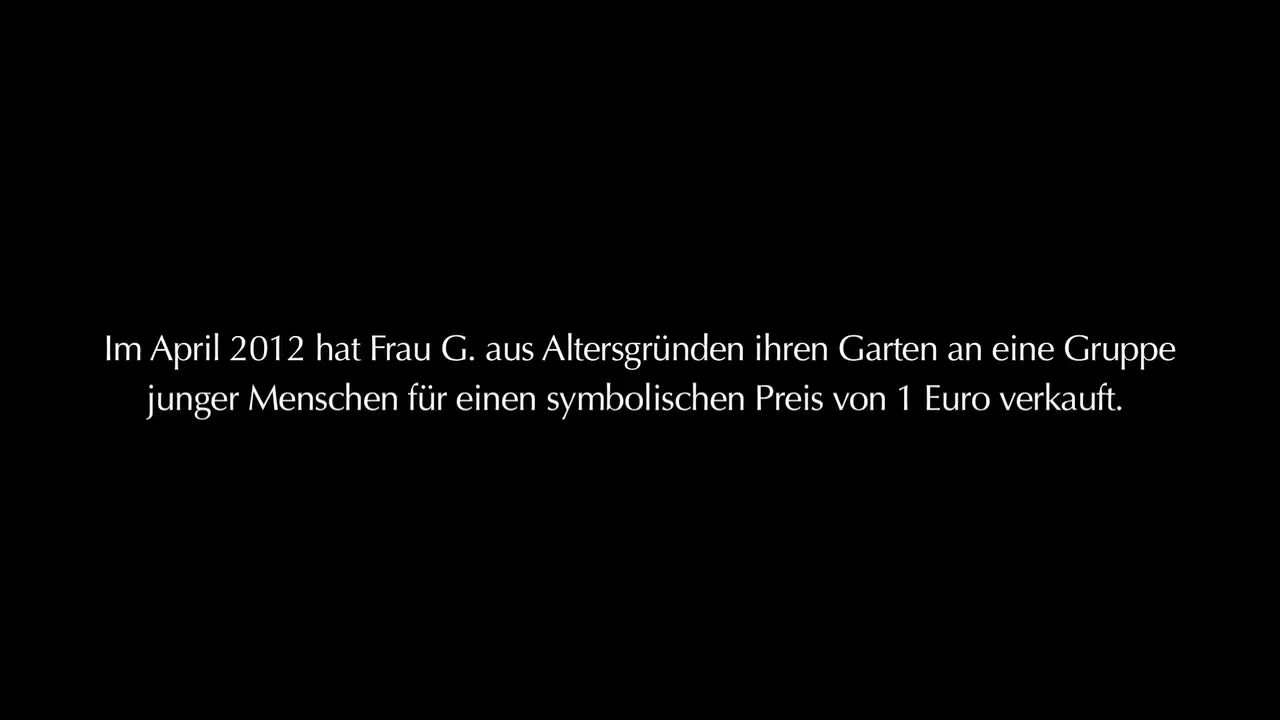 Im April 2012 hat Frau G. aus Altersgründen ihren Garten an eine Gruppe
junger Menschen für einen symbolischen Preis von 1 Euro verkauft.